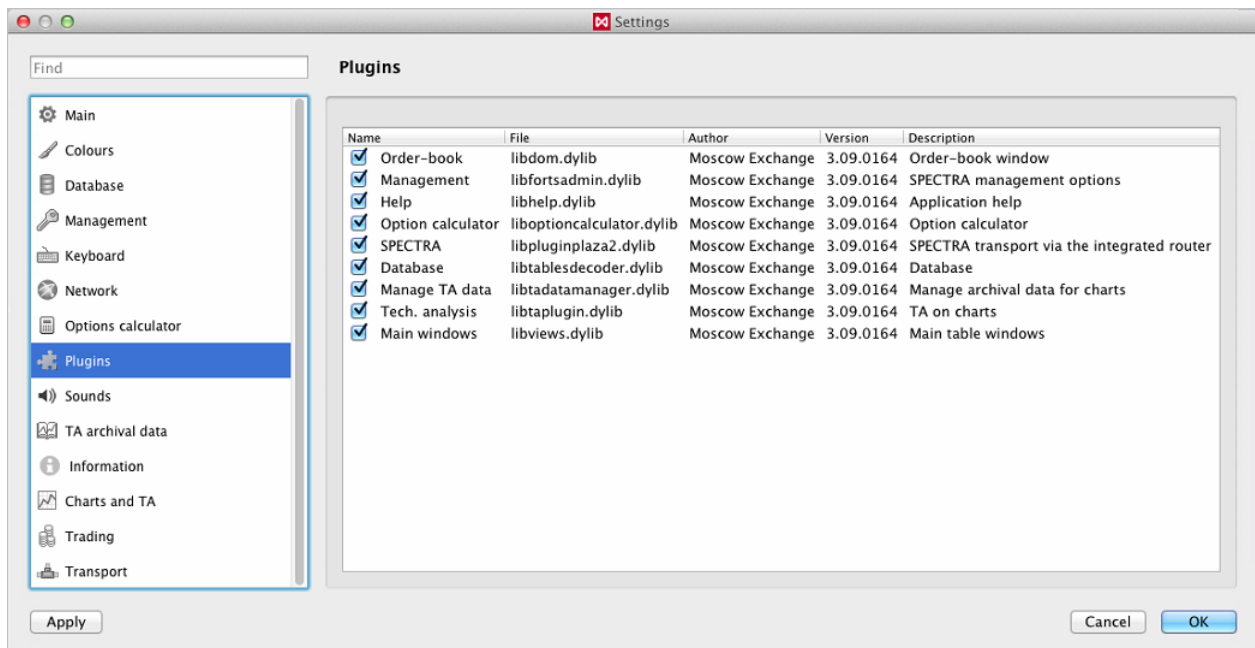 Settings
Find
Plugins
Main
Colours
Database
Management
Keyboard
Network
Options calculator
Plugins
Sounds
TA archival data
Information
Charts and TA
Trading
Transport
Name File Author Version Description
Order-book libdom.dylib Moscow Exchange 3.09.0164 Order-book window
Management libfortsadmin.dylib Moscow Exchange 3.09.0164 SPECTRA management options
Help libhelp.dylib Moscow Exchange 3.09.0164 Application help
Option calculator liboptioncalculator.dylib Moscow Exchange 3.09.0164 Option calculator
SPECTRA libpluginplaza2.dylib Moscow Exchange 3.09.0164 SPECTRA transport via the integrated router
Database libtablesdecoder.dylib Moscow Exchange 3.09.0164 Database
Manage TA data libtadatamanager.dylib Moscow Exchange 3.09.0164 Manage archival data for charts
Tech. analysis libtaplugin.dylib Moscow Exchange 3.09.0164 TA on charts
Main windows libviews.dylib Moscow Exchange 3.09.0164 Main table windows
Apply Cancel OK